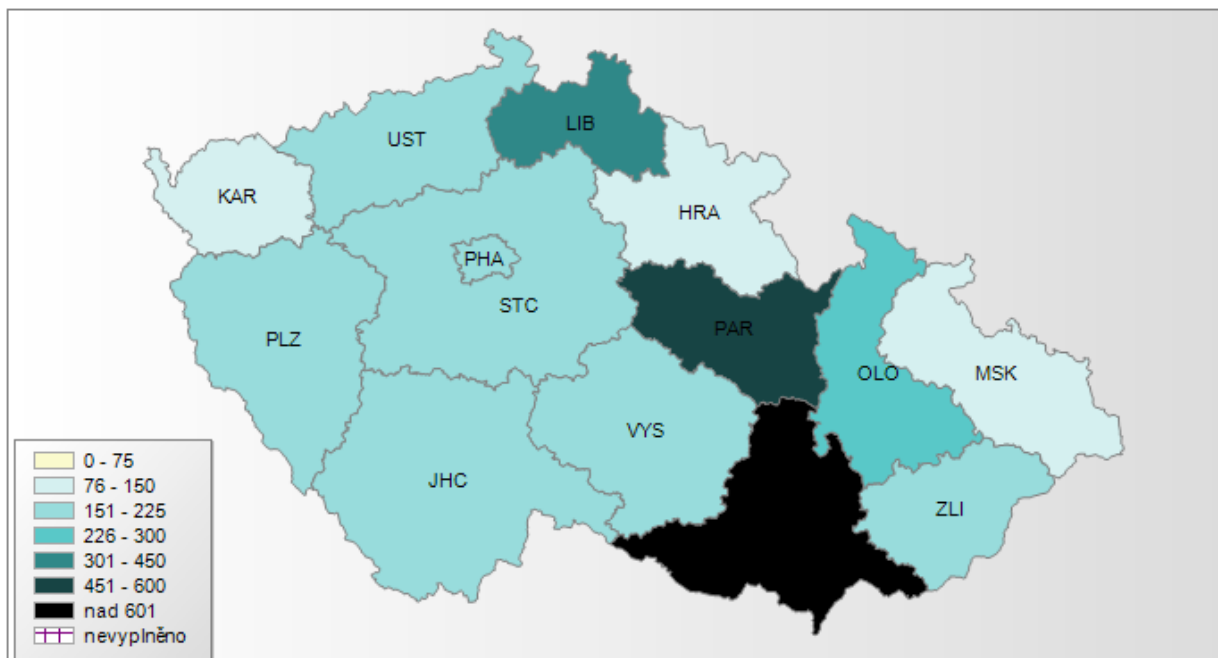 LIB
UST
KAR
HRA
PHA
STC
PAR
PLZ
OLO
MSK
VYS
JHC
ZLI
0 - 75
76 - 150
151 - 225
226 - 300
301 - 450
451 - 600
nad 601
nevyplněno